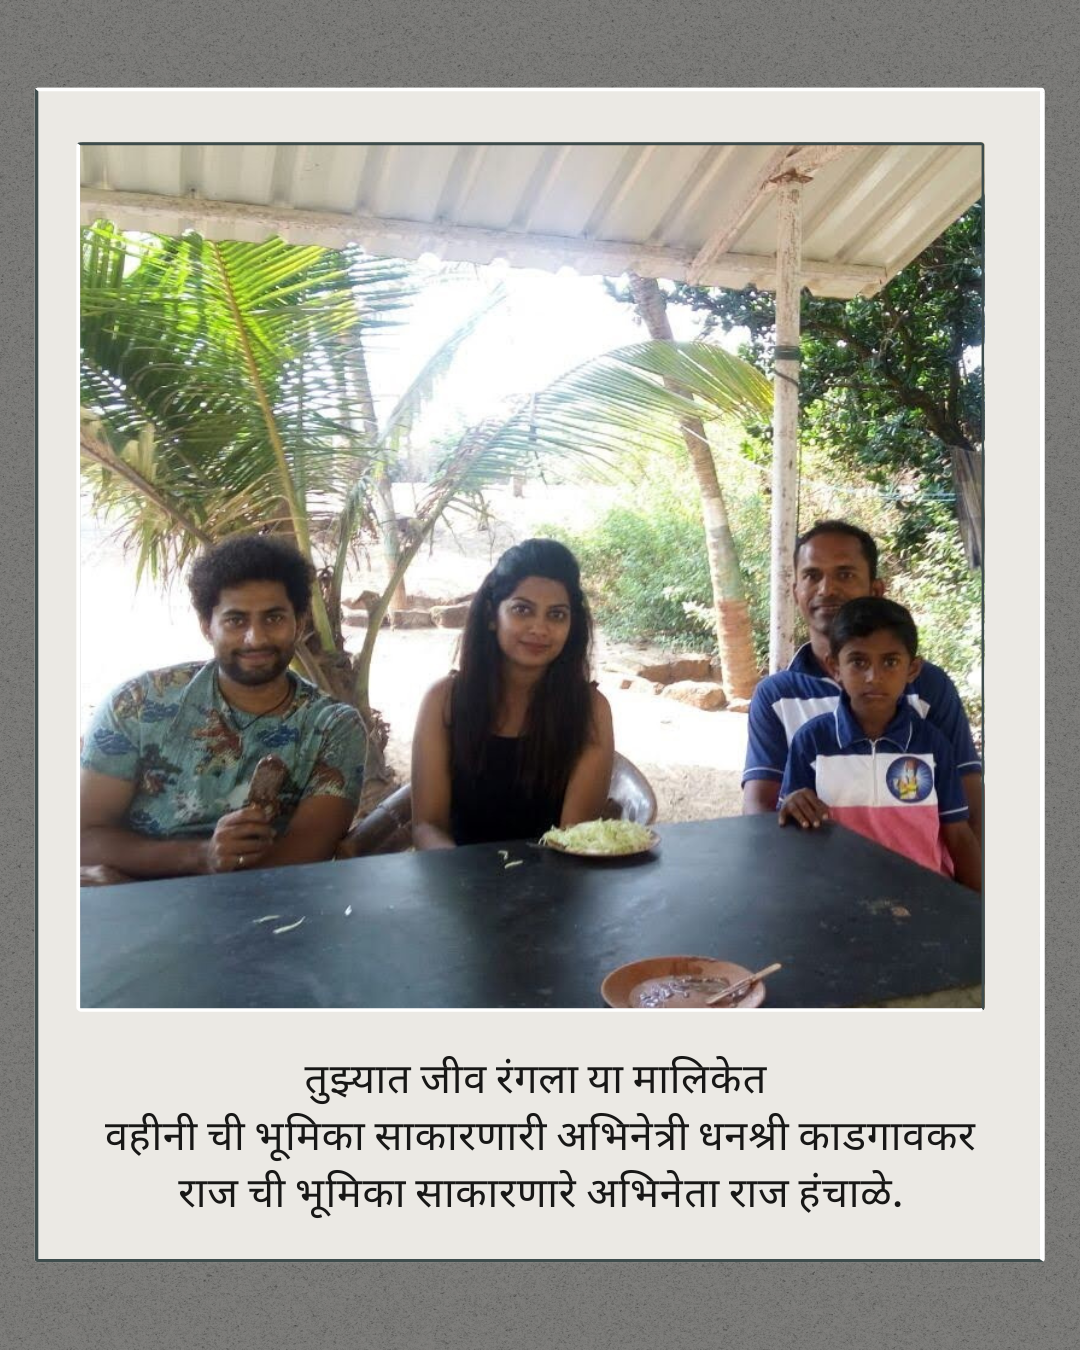 तुझ्यात जीव रंगला या मालिकेत
वहीनी ची भूमिका साकारणारी अभिनेत्री धनश्री काडगावकर
राज ची भूमिका साकारणारे अभिनेता राज हंचाळे.